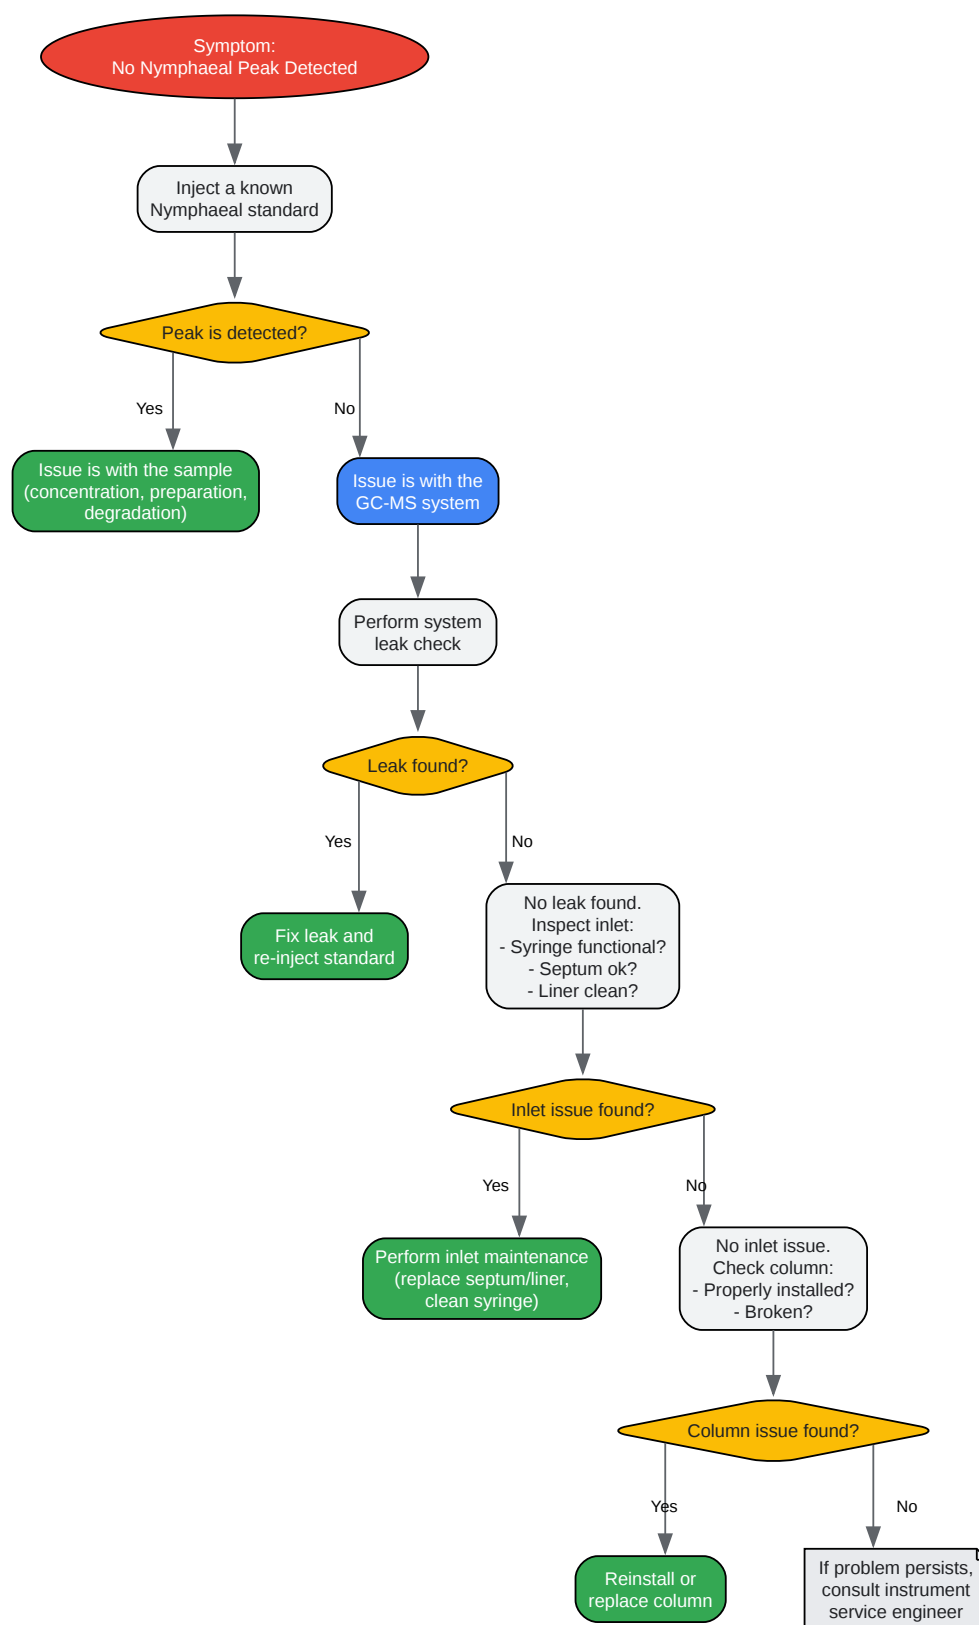 Symptom:
No Nymphaeal Peak Detected
Inject a known
Nymphaeal standard
Peak is detected?
Yes
No
Issue is with the sample
(concentration, preparation,
degradation)
Issue is with the
GC-MS system
Perform system
leak check
Leak found?
Yes
No
Fix leak and
re-inject standard
No leak found.
Inspect inlet:
- Syringe functional?
- Septum ok?
- Liner clean?
Inlet issue found?
Yes
No
Perform inlet maintenance
(replace septum/liner,
clean syringe)
No inlet issue.
Check column:
- Properly installed?
- Broken?
Column issue found?
Yes
No
Reinstall or
replace column
If problem persists,
consult instrument
service engineer